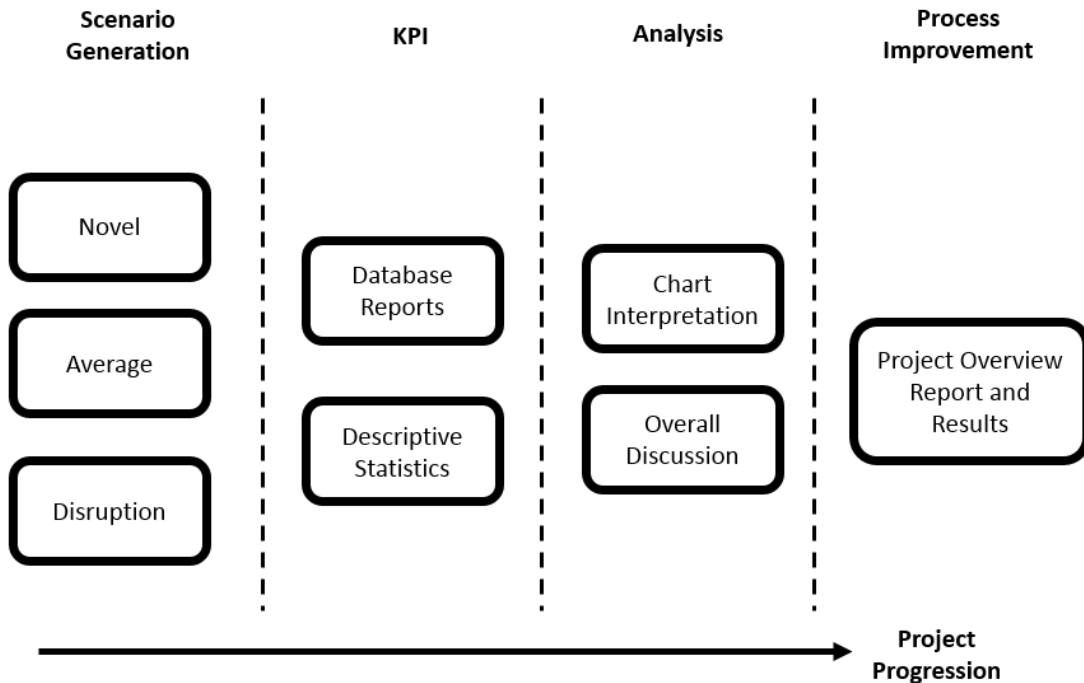 Scenario
Generation
KPI
Analysis
Process
Improvement
Novel
Average
Disruption
Database
Reports
Descriptive
Statistics
Chart
Interpretation
Overall
Discussion
Project Overview
Report and
Results
Project
Progression